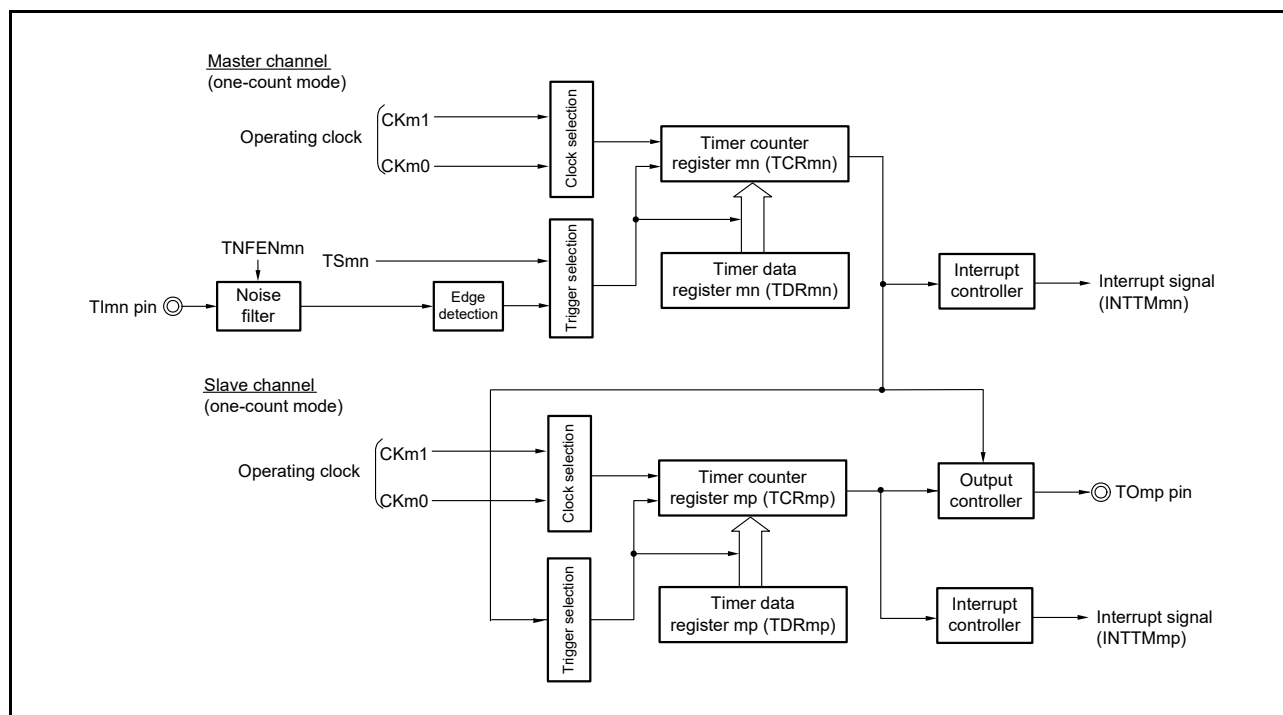 Master channel
(one-count mode)
Operating clock
CKm1
CKm0
Clock selection
Timer counter
register mn (TCRmn)
TNFENmn
TSmn
TImn pin
Noise
filter
Edge
detection
Trigger selection
Timer data
register mn (TDRmn)
Interrupt
controller
Interrupt signal
(INTTMmn)
Slave channel
(one-count mode)
Operating clock
CKm1
CKm0
Clock selection
Timer counter
register mp (TCRmp)
Output
controller
TOmp pin
Trigger selection
Timer data
register mp (TDRmp)
Interrupt
controller
Interrupt signal
(INTTMmp)